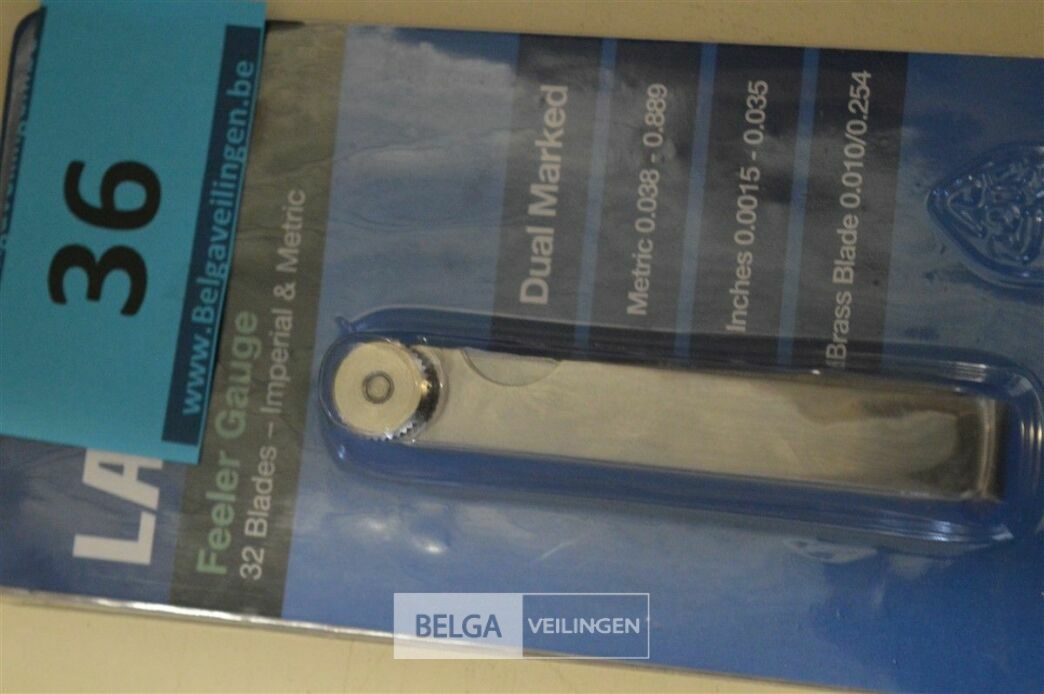 36
www.Belgaveilingen.be
LA
Feeler Gauge
32 Blades – Imperial & Metric
Dual Marked
Metric 0.038 - 0.889
Inches 0.0015 - 0.035
Brass Blade 0.010/0.254
BELGA VEILINGEN